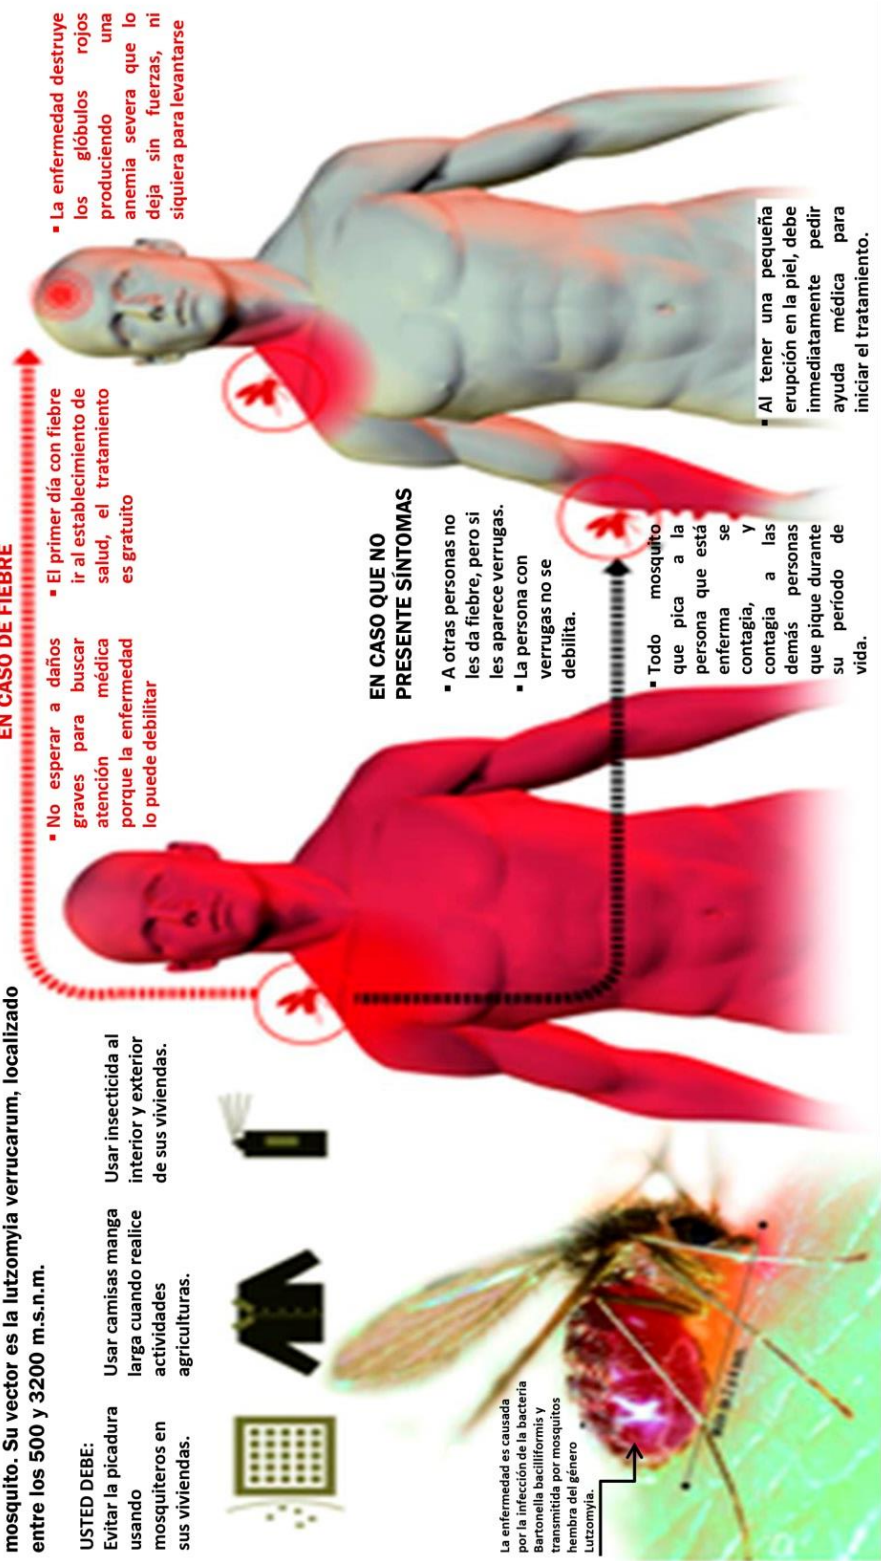 mosquito. Su vector es la lutzomyia verrucarum, localizado
entre los 500 y 3200 m.s.n.m.
USTED DEBE:
Evitar la picadura
usando
mosquiteros en
sus viviendas.
Usar camisas manga
larga cuando realice
actividades
agriculturas.
Usar insecticida al
interior y exterior
de sus viviendas.
La enfermedad es causada
por la infección de la bacteria
Bartonella bacilliformis y
transmitida por mosquitos
hembra del género
Lutzomyia.
EN CASO DE FIEBRE
▪ No esperar a daños
graves para buscar
atención médica
porque la enfermedad
lo puede debilitar
▪ El primer día con fiebre
ir al establecimiento de
salud, el tratamiento
es gratuito
▪ La enfermedad destruye
los glóbulos rojos
produciendo una
anemia severa que lo
deja sin fuerzas, ni
siquiera para levantarse
EN CASO QUE NO
PRESENTE SÍNTOMAS
▪ A otras personas no
les da fiebre, pero si
les aparece verrugas.
▪ La persona con
verrugas no se
debilita.
▪ Todo mosquito
que pica a la
persona que está
enferma se
contagia, y
contagia a las
demás personas
que pique durante
su periodo de
vida.
▪ Al tener una pequeña
erupción en la piel, debe
inmediatamente pedir
ayuda médica para
iniciar el tratamiento.